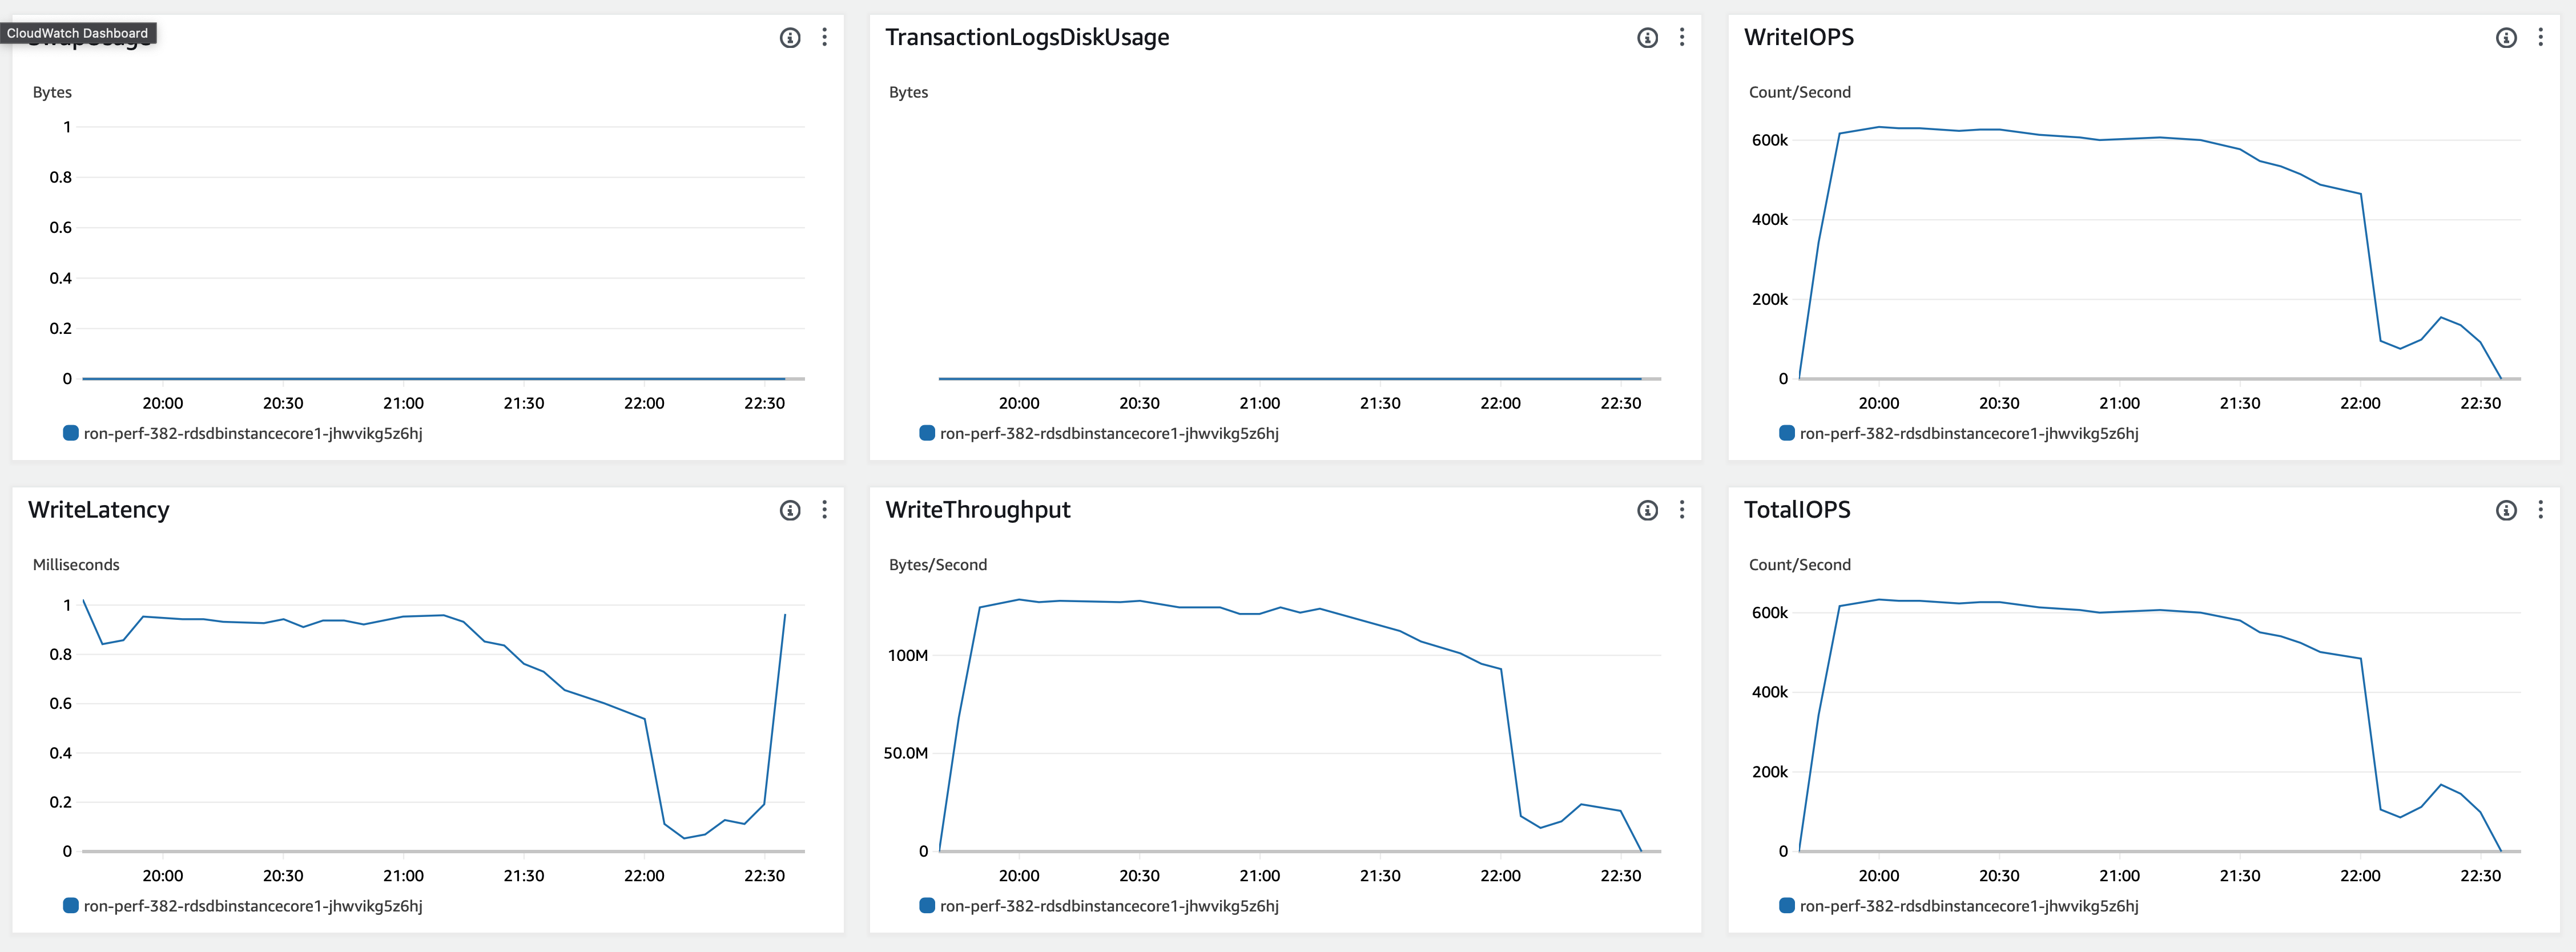 CloudWatch Dashboard
SwapUsage
Bytes
1
0.8
0.6
0.4
0.2
0
20:00 20:30 21:00 21:30 22:00 22:30
ron-perf-382-rdsdbinstancecore1-jhwvikg5z6hj
TransactionLogsDiskUsage
Bytes
20:00 20:30 21:00 21:30 22:00 22:30
ron-perf-382-rdsdbinstancecore1-jhwvikg5z6hj
WriteIOPS
Count/Second
600k
400k
200k
0
20:00 20:30 21:00 21:30 22:00 22:30
ron-perf-382-rdsdbinstancecore1-jhwvikg5z6hj
WriteLatency
Milliseconds
1
0.8
0.6
0.4
0.2
0
20:00 20:30 21:00 21:30 22:00 22:30
ron-perf-382-rdsdbinstancecore1-jhwvikg5z6hj
WriteThroughput
Bytes/Second
100M
50.0M
0
20:00 20:30 21:00 21:30 22:00 22:30
ron-perf-382-rdsdbinstancecore1-jhwvikg5z6hj
TotalIOPS
Count/Second
600k
400k
200k
0
20:00 20:30 21:00 21:30 22:00 22:30
ron-perf-382-rdsdbinstancecore1-jhwvikg5z6hj